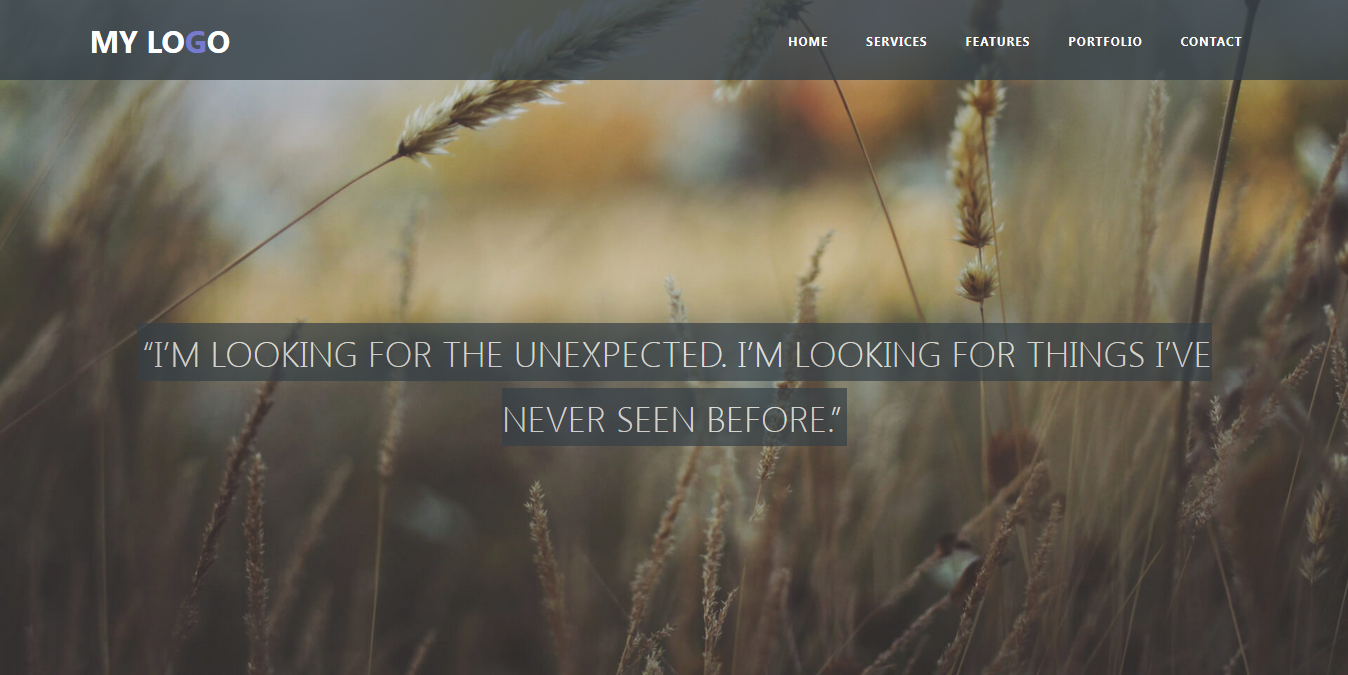 MY LOGO
HOME SERVICES FEATURES PORTFOLIO CONTACT
“I’M LOOKING FOR THE UNEXPECTED. I’M LOOKING FOR THINGS I’VE
NEVER SEEN BEFORE.”